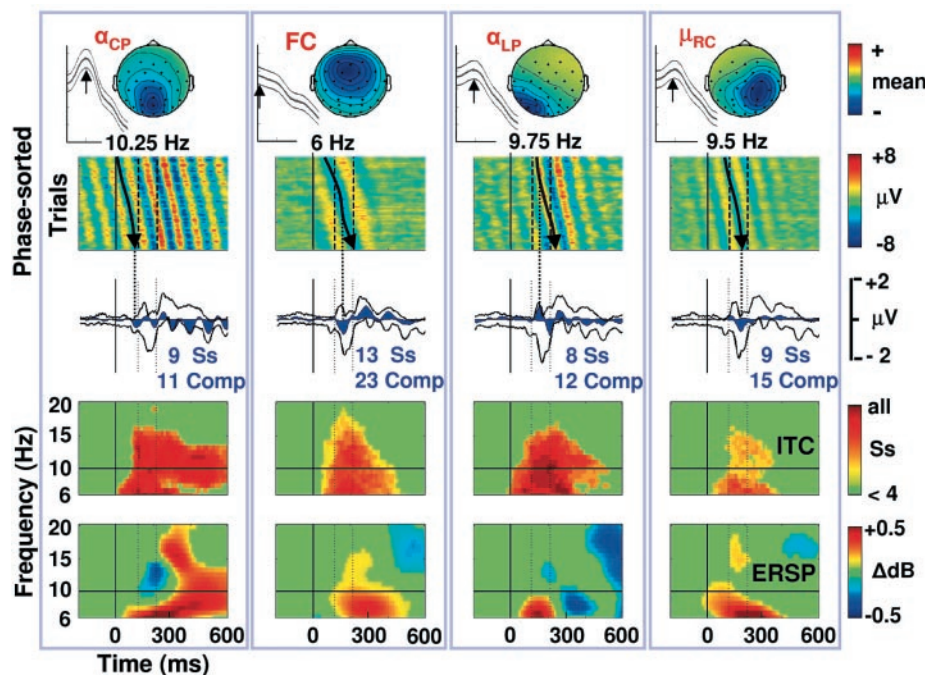 αCP
FC
αLP
μRC
+
mean
-
10.25 Hz
6 Hz
9.75 Hz
9.5 Hz
Phase-sorted
Trials
+8
μV
-8
+2
μV
- 2
9 Ss
11 Comp
13 Ss
23 Comp
8 Ss
12 Comp
9 Ss
15 Comp
Frequency (Hz)
20
15
10
6
ITC
all
Ss
< 4
20
15
10
6
ERSP
+0.5
ΔdB
-0.5
0 300 600
0 300 600
0 300 600
0 300 600
Time (ms)